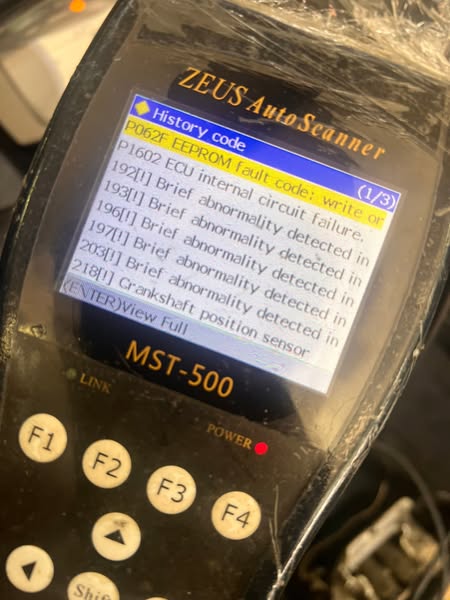 ZEUS AutoScanner
History code (1/3)
P062F EEPROM fault code: write or
P1602 ECU internal circuit failure.
192[!] Brief abnormality detected in
193[!] Brief abnormality detected in
196[!] Brief abnormality detected in
197[!] Brief abnormality detected in
203[!] Brief abnormality detected in
218[!] Crankshaft position sensor
(ENTER)View Full
MST-500
LINK
POWER
F1
F2
F3
F4
Shift